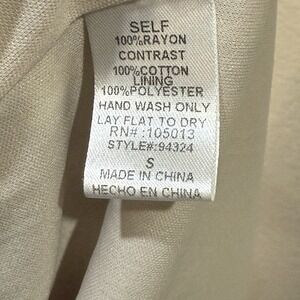 SELF
100%RAYON
CONTRAST
100%COTTON
LINING
100%POLYESTER
HAND WASH ONLY
LAY FLAT TO DRY
RN# :105013
STYLE#:94324
S
MADE IN CHINA
HECHO EN CHINA